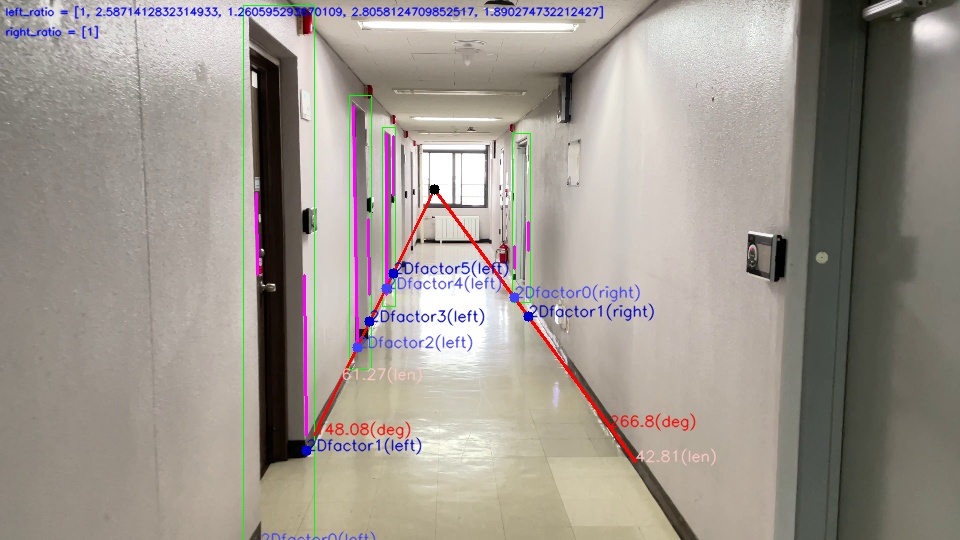 left_ratio = [1, 2.5871412832314933, 1.260595293070109, 2.8058124709852517, 1.890274732212427]
right_ratio = [1]
2Dfactor5(left)
2Dfactor4(left)
2Dfactor0(right)
2Dfactor1(right)
2Dfactor3(left)
2Dfactor2(left)
61.27(len)
266.8(deg)
48.08(deg)
2Dfactor1(left)
42.81(len)
2Dfactor0(left)